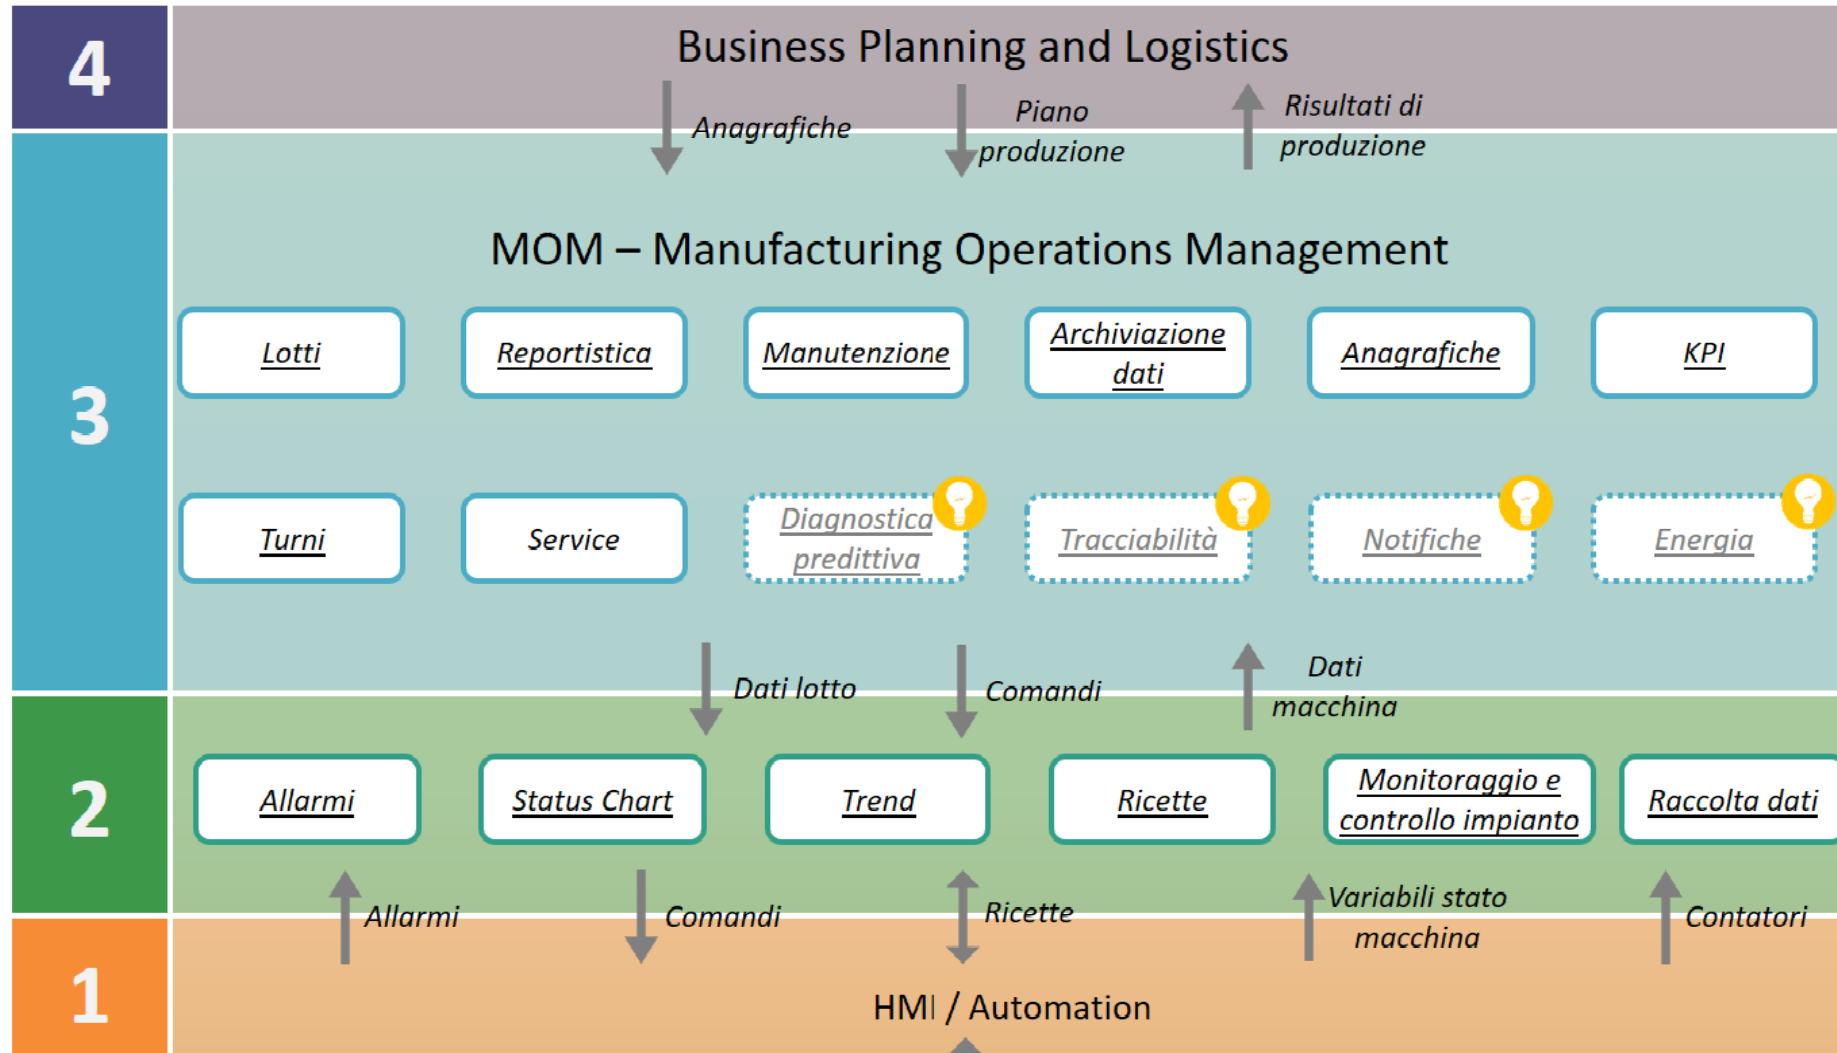 4
Business Planning and Logistics
Anagrafiche
Piano
produzione
Risultati di
produzione
3
MOM – Manufacturing Operations Management
Lotti
Reportistica
Manutenzione
Archiviazione
dati
Anagrafiche
KPI
Turni
Service
Diagnostica
predittiva
Tracciabilità
Notifiche
Energia
Dati lotto
Comandi
Dati
macchina
2
Allarmi
Status Chart
Trend
Ricette
Monitoraggio e
controllo impianto
Raccolta dati
Allarmi
Comandi
Ricette
Variabili stato
macchina
Contatori
1
HMI / Automation